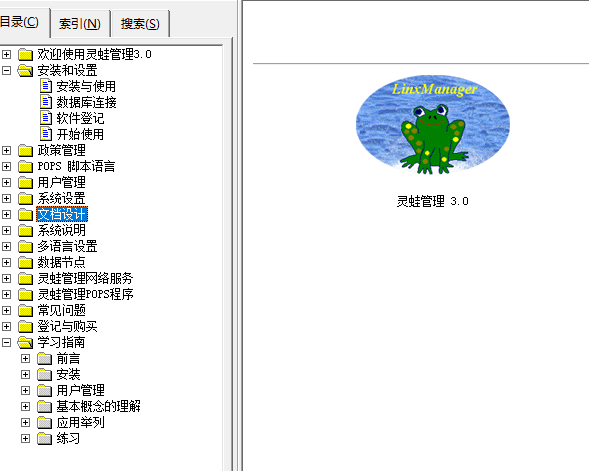 目录(C) 索引(N) 搜索(S)
欢迎使用灵蛙管理3.0
安装和设置
安装与使用
数据库连接
软件登记
开始使用
政策管理
POPS 脚本语言
用户管理
系统设置
文档设计
系统说明
多语言设置
数据节点
灵蛙管理网络服务
灵蛙管理POPS程序
常见问题
登记与购买
学习指南
前言
安装
用户管理
基本概念的理解
应用举列
练习
LinxManager
灵蛙管理 3.0